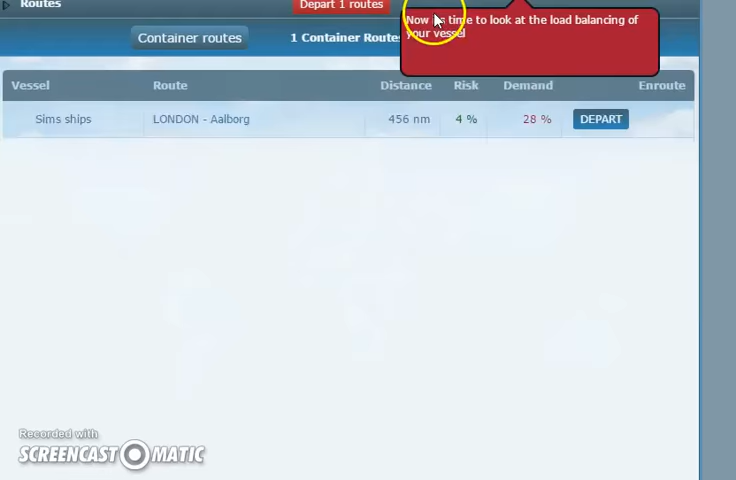 Routes
Depart 1 routes
Now is time to look at the load balancing of
your vessel
Container routes
1 Container Routes
Vessel Route Distance Risk Demand Enroute
Sims ships LONDON - Aalborg 456 nm 4 % 28 % DEPART
Recorded with
SCREENCAST O MATIC